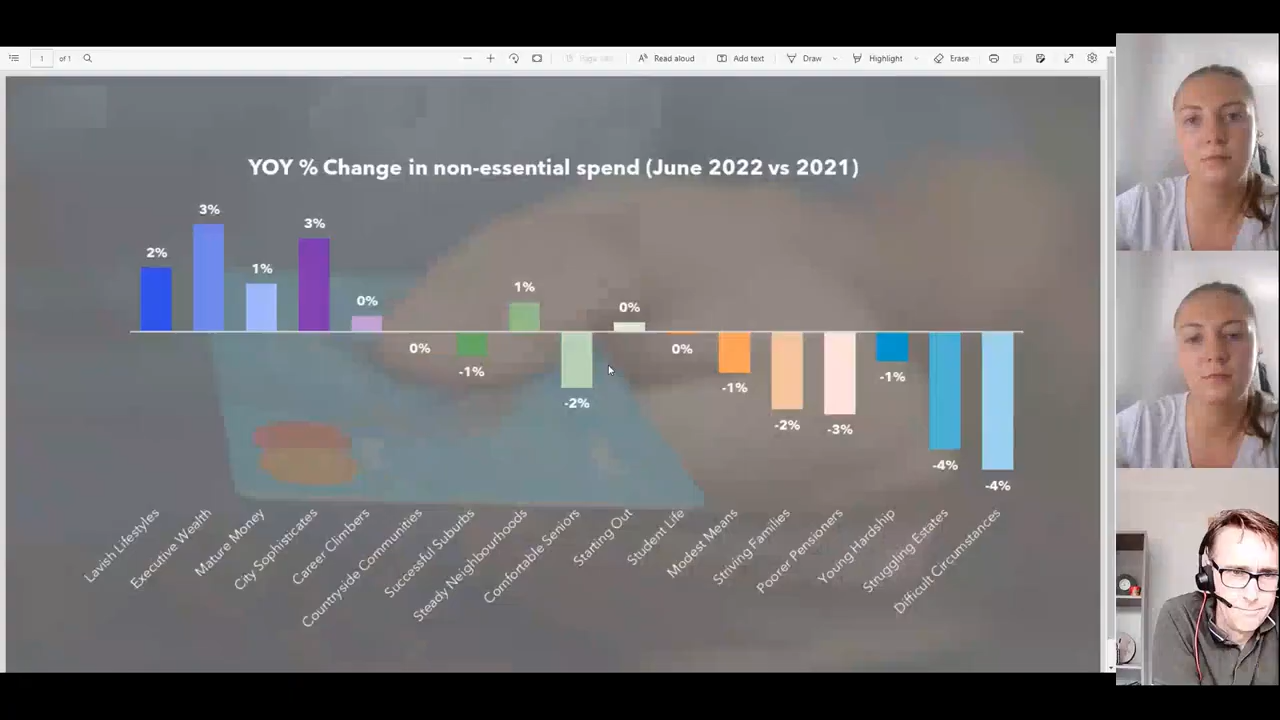 1 of 1
Read aloud
Add text
Draw
Highlight
Erase
YOY % Change in non-essential spend (June 2022 vs 2021)
2%
3%
1%
3%
0%
0%
-1%
1%
-2%
0%
0%
-1%
-2%
-3%
-1%
-4%
-4%
Lavish Lifestyles
Executive Wealth
Mature Money
City Sophisticates
Career Climbers
Countryside Communities
Successful Suburbs
Steady Neighbourhoods
Comfortable Seniors
Starting Out
Student Life
Modest Means
Striving Families
Poorer Pensioners
Young Hardship
Struggling Estates
Difficult Circumstances